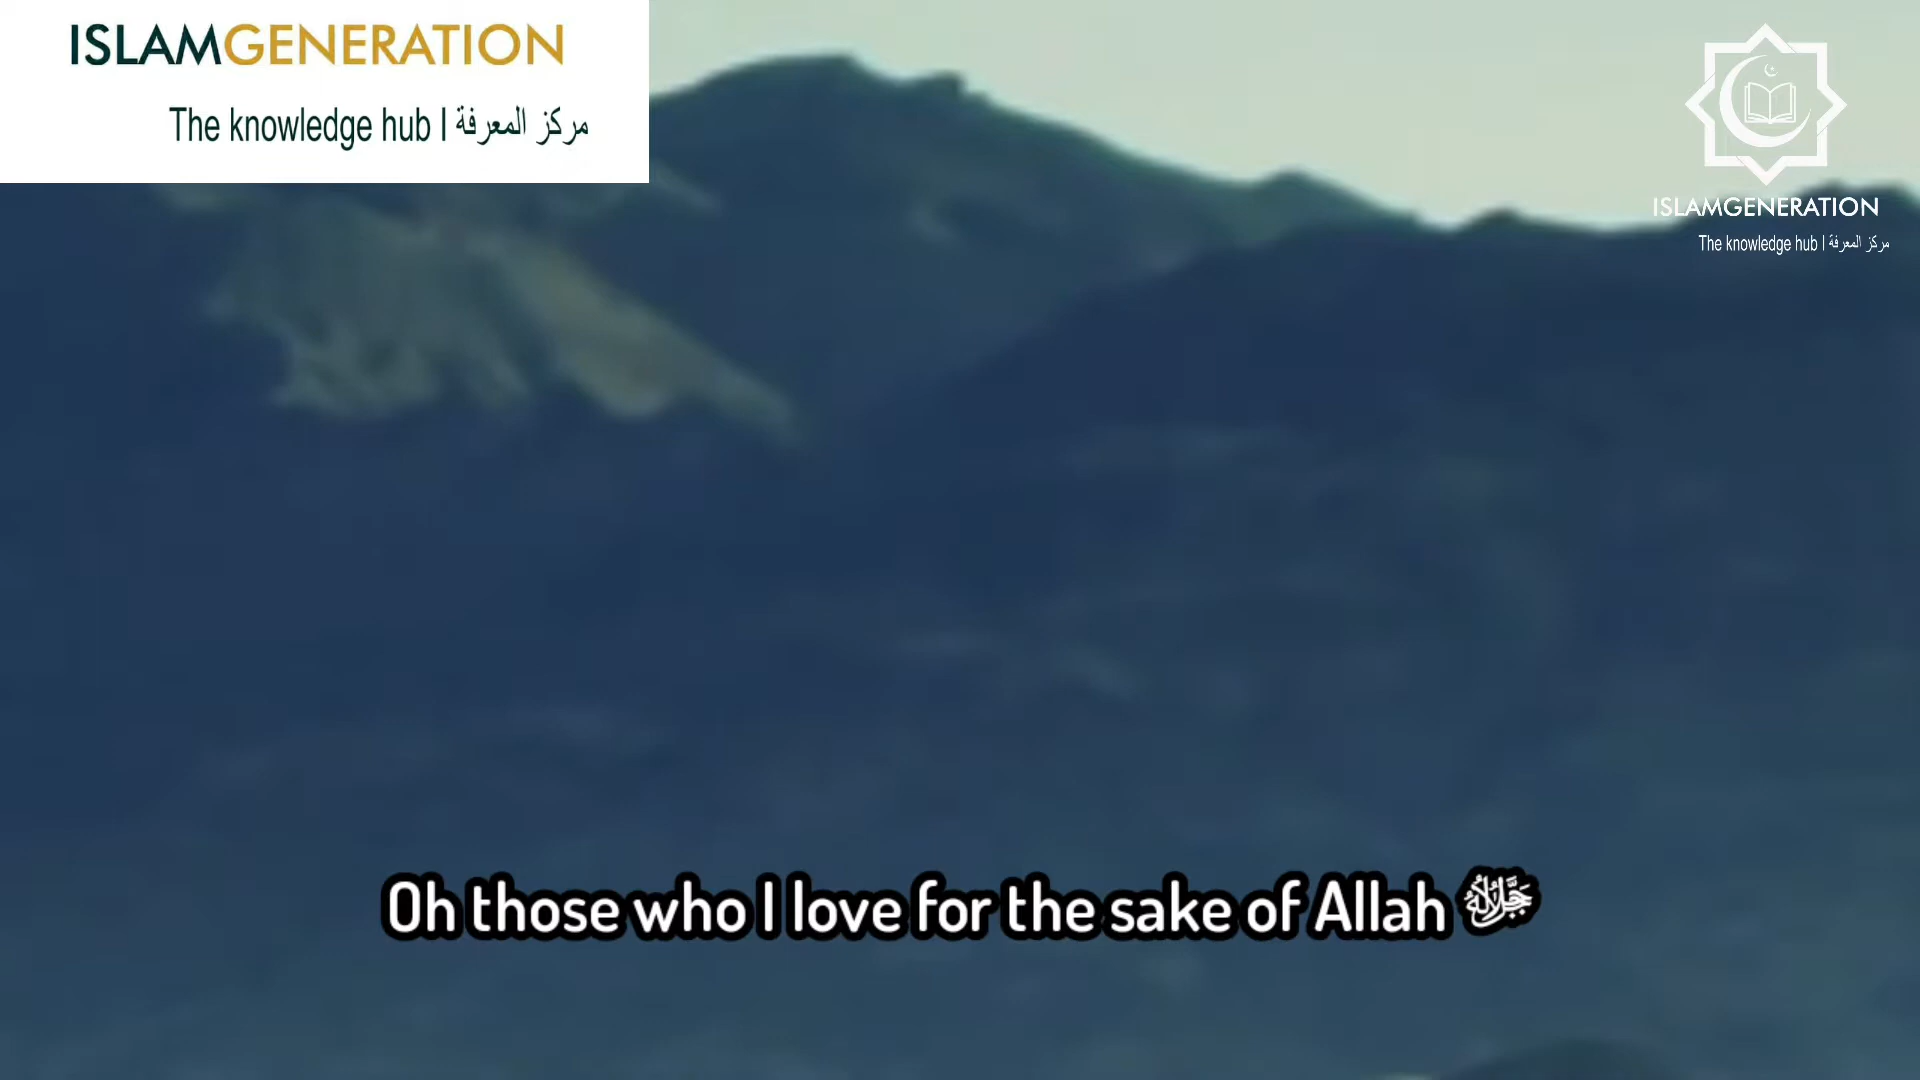 ISLAMGENERATION
The knowledge hub | مركز المعرفة
ISLAMGENERATION
The knowledge hub | مركز المعرفة
Oh those who I love for the sake of Allah ﷻ